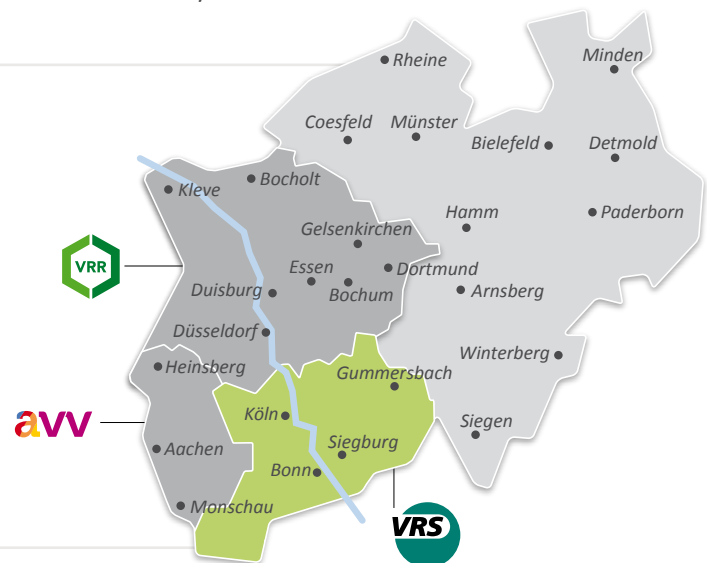 Rheine
Minden
Coesfeld
Münster
Bielefeld
Detmold
Kleve
Bocholt
Hamm
Paderborn
Gelsenkirchen
VRR
Essen
Dortmund
Duisburg
Bochum
Arnsberg
Düsseldorf
Winterberg
Heinsberg
Gummersbach
avv
Köln
Siegen
Aachen
Siegburg
Bonn
Monschau
VRS